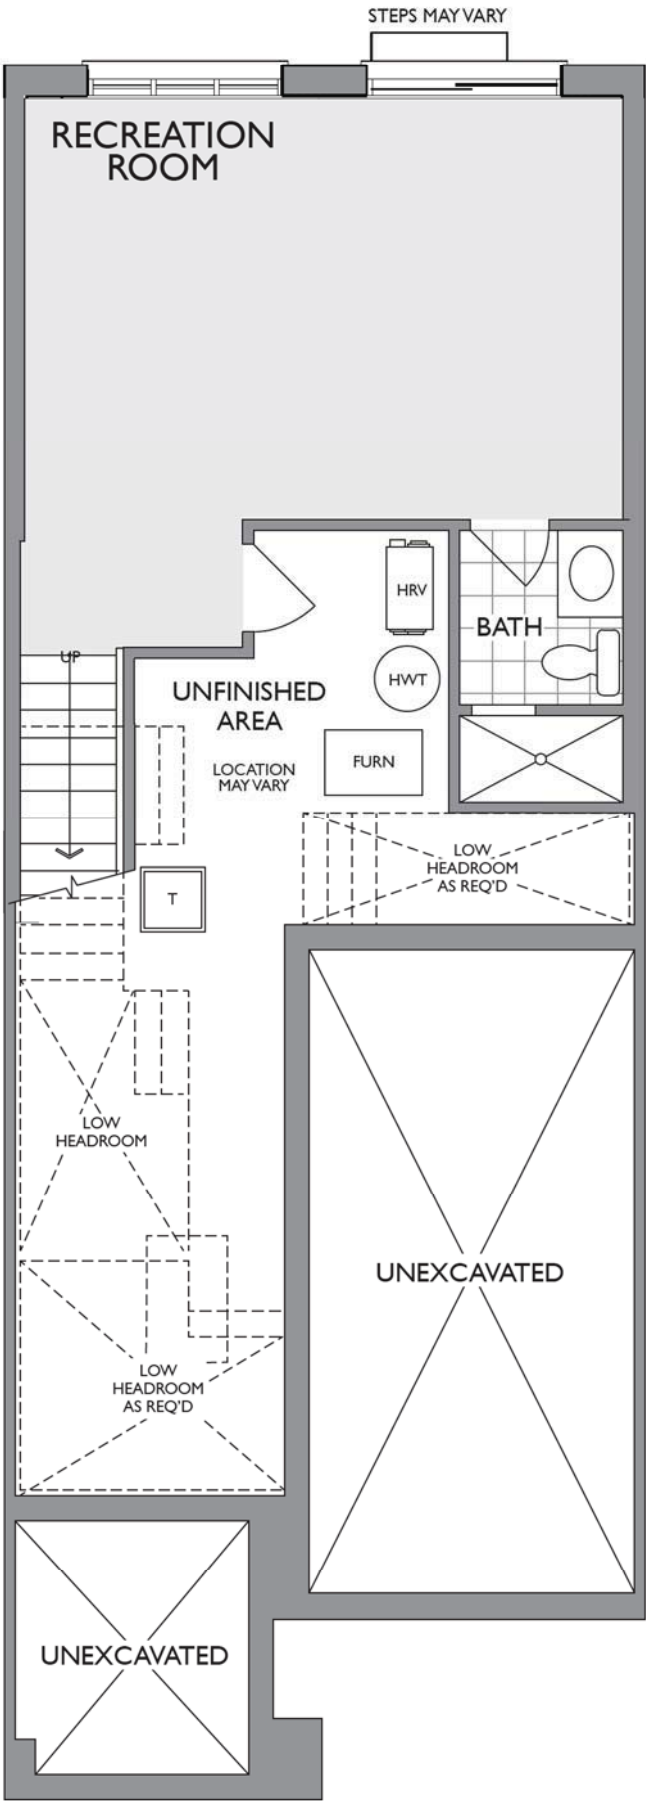 STEPS MAY VARY
RECREATION
ROOM
HRV
BATH
UP
HWT
UNFINISHED
AREA
LOCATION
MAY VARY
FURN
LOW
HEADROOM
AS REQ'D
T
LOW
HEADROOM
UNEXCAVATED
LOW
HEADROOM
AS REQ'D
UNEXCAVATED